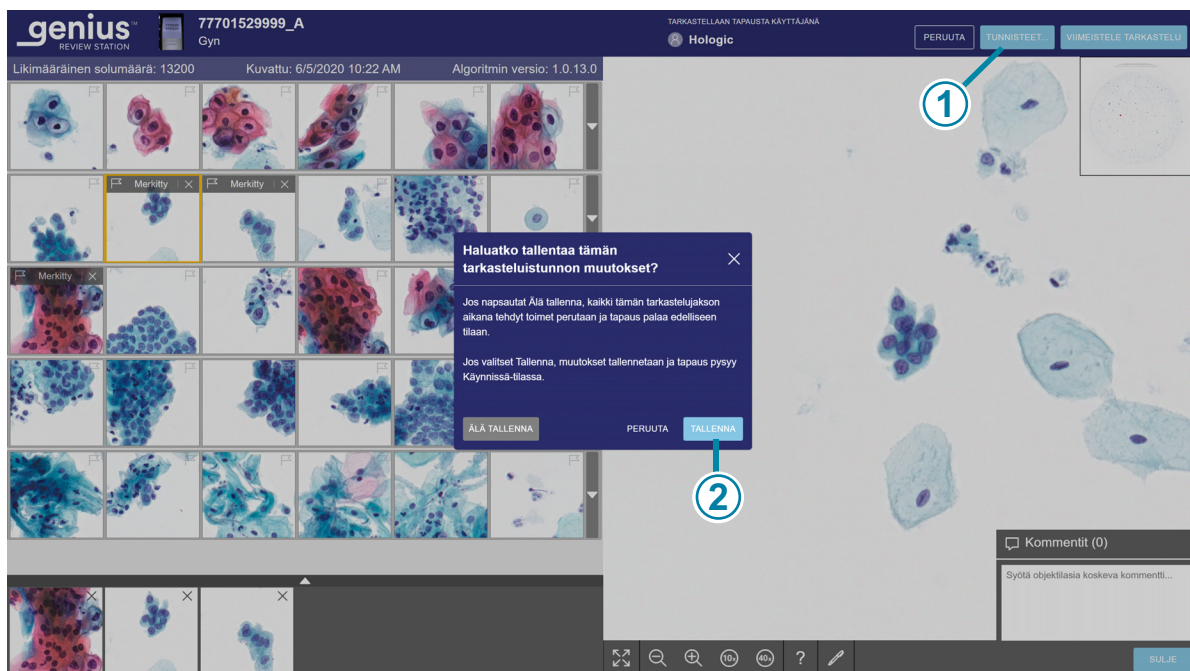 genius™
REVIEW STATION
77701529999_A
Gyn
TARKASTELLAAN TAPAUSTA KÄYTTÄJÄNÄ
Hologic
PERUUTA
TUNNISTEET...
VIIMEISTELE TARKASTELU
1
Likimääräinen solumäärä: 13200
Kuvattu: 6/5/2020 10:22 AM
Algoritmin versio: 1.0.13.0
Merkitty
Merkitty
Merkitty
Haluatko tallentaa tämän
tarkasteluistunnon muutokset?
Jos napsautat Älä tallenna, kaikki tämän tarkastelujakson
aikana tehdyt toimet perutaan ja tapaus palaa edelliseen
tilaan.
Jos valitset Tallenna, muutokset tallennetaan ja tapaus pysyy
Käynnissä-tilassa.
ÄLÄ TALLENNA
PERUUTA
TALLENNA
2
Kommentit (0)
Syötä objektilasia koskeva kommentti...
10x
40x
?
SULJE